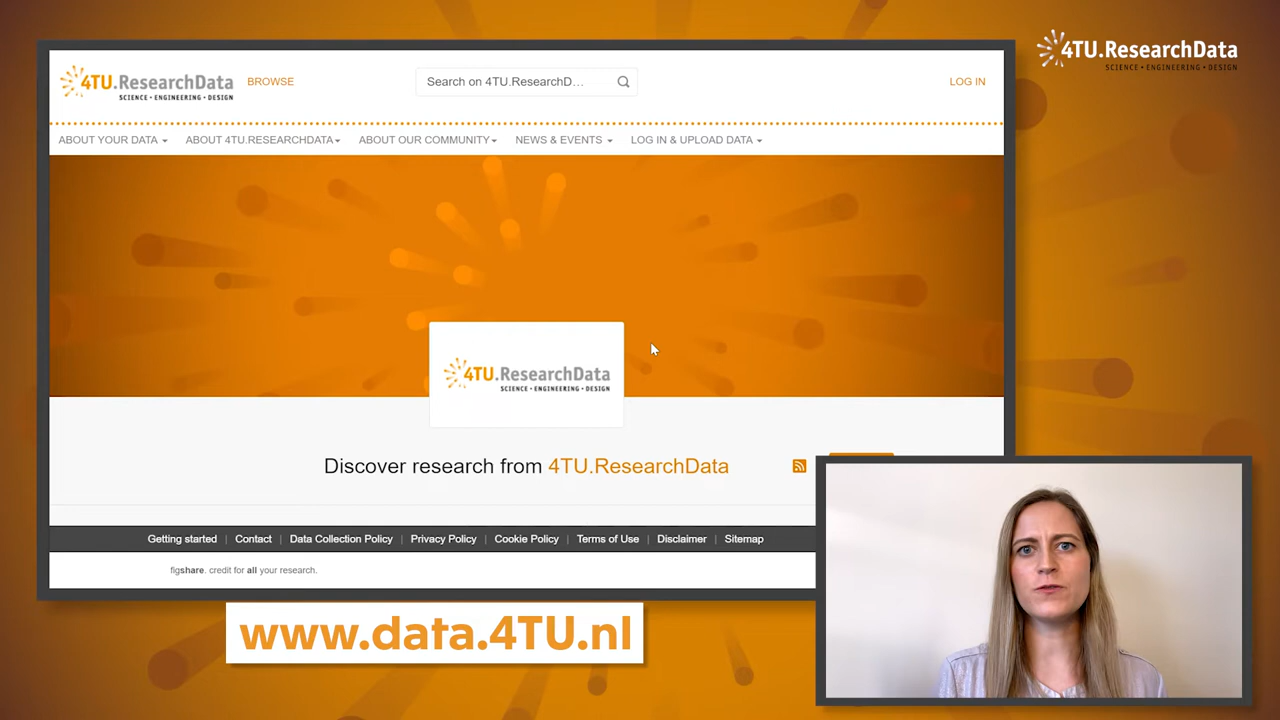 4TU.ResearchData
SCIENCE • ENGINEERING • DESIGN
BROWSE
Search on 4TU.ResearchD...
LOG IN
4TU.ResearchData
SCIENCE • ENGINEERING • DESIGN
ABOUT YOUR DATA
ABOUT 4TU.RESEARCHDATA
ABOUT OUR COMMUNITY
NEWS & EVENTS
LOG IN & UPLOAD DATA
4TU.ResearchData
SCIENCE • ENGINEERING • DESIGN
Discover research from 4TU.ResearchData
Getting started | Contact | Data Collection Policy | Privacy Policy | Cookie Policy | Terms of Use | Disclaimer | Sitemap
figshare. credit for all your research.
www.data.4TU.nl